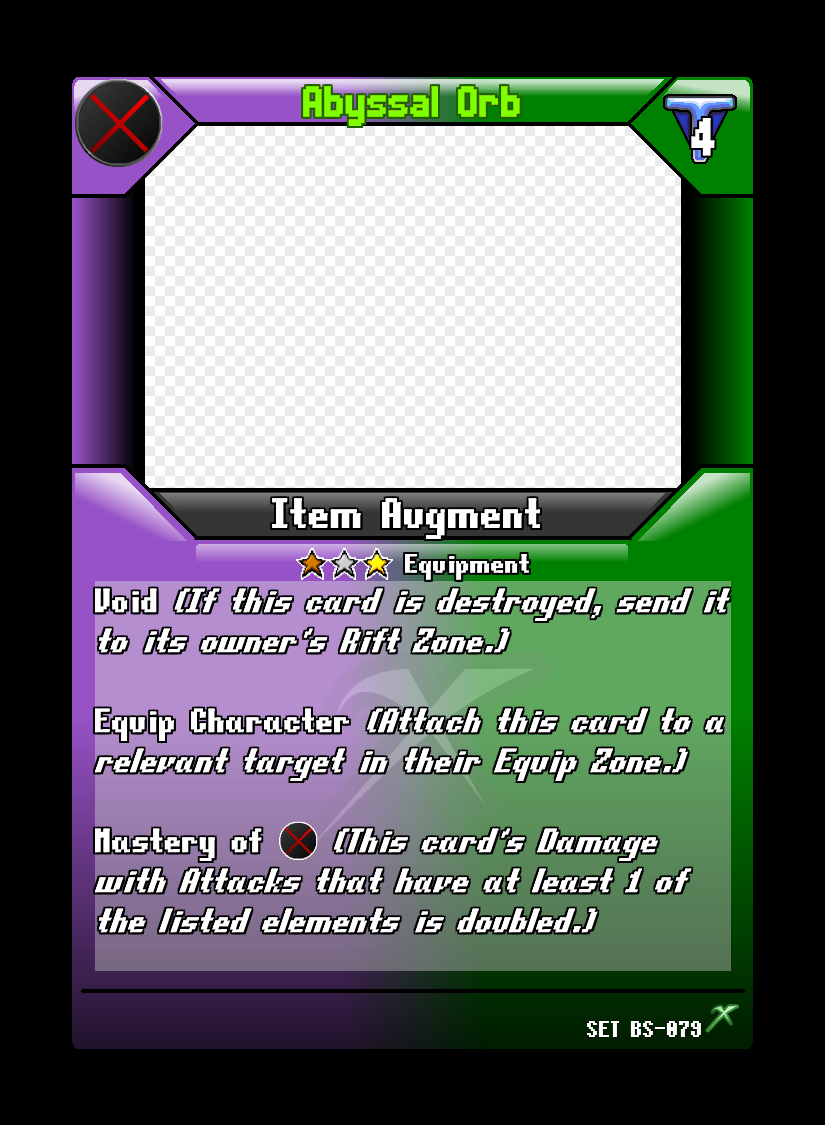 Abyssal Orb
4
Item Augment
Equipment
Void (If this card is destroyed, send it
to its owner's Rift Zone.)
Equip Character (Attach this card to a
relevant target in their Equip Zone.)
Mastery of (This card's Damage
with Attacks that have at least 1 of
the listed elements is doubled.)
SET BS-079